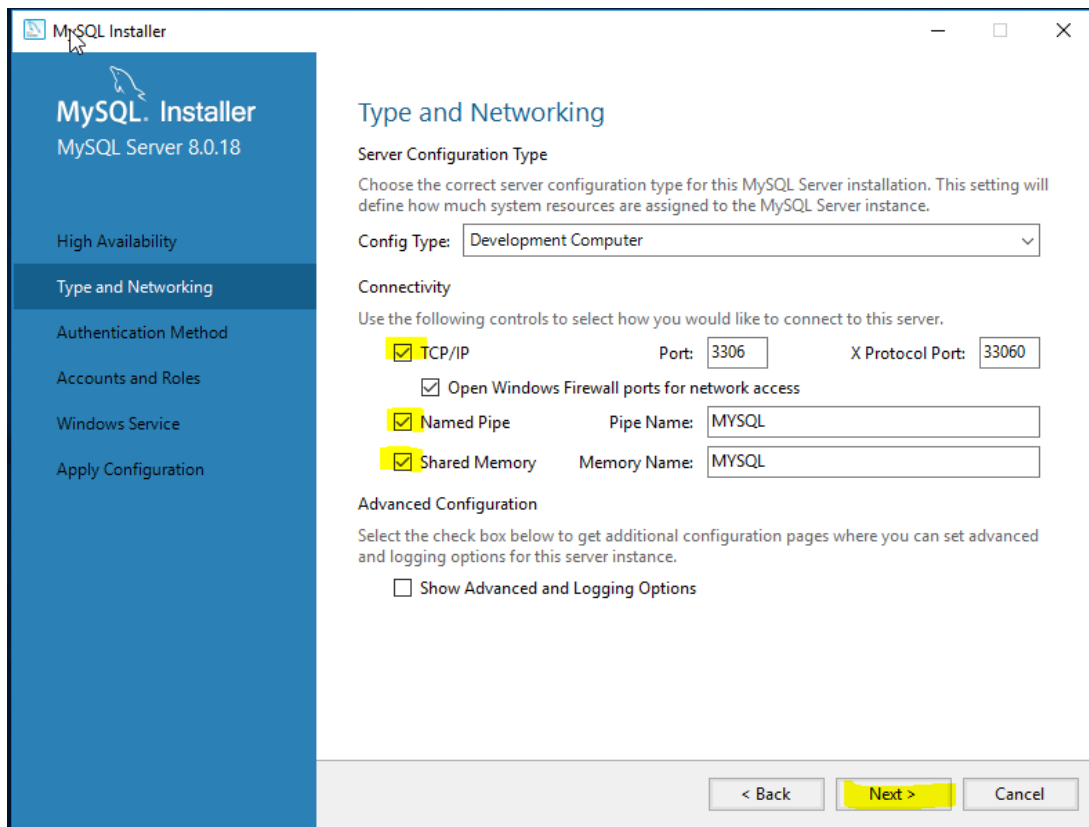 MySQL Installer
MySQL. Installer
MySQL Server 8.0.18
High Availability
Type and Networking
Authentication Method
Accounts and Roles
Windows Service
Apply Configuration
Type and Networking
Server Configuration Type
Choose the correct server configuration type for this MySQL Server installation. This setting will
define how much system resources are assigned to the MySQL Server instance.
Config Type: Development Computer
Connectivity
Use the following controls to select how you would like to connect to this server.
TCP/IP Port: 3306 X Protocol Port: 33060
Open Windows Firewall ports for network access
Named Pipe Pipe Name: MYSQL
Shared Memory Memory Name: MYSQL
Advanced Configuration
Select the check box below to get additional configuration pages where you can set advanced
and logging options for this server instance.
Show Advanced and Logging Options
< Back Next > Cancel